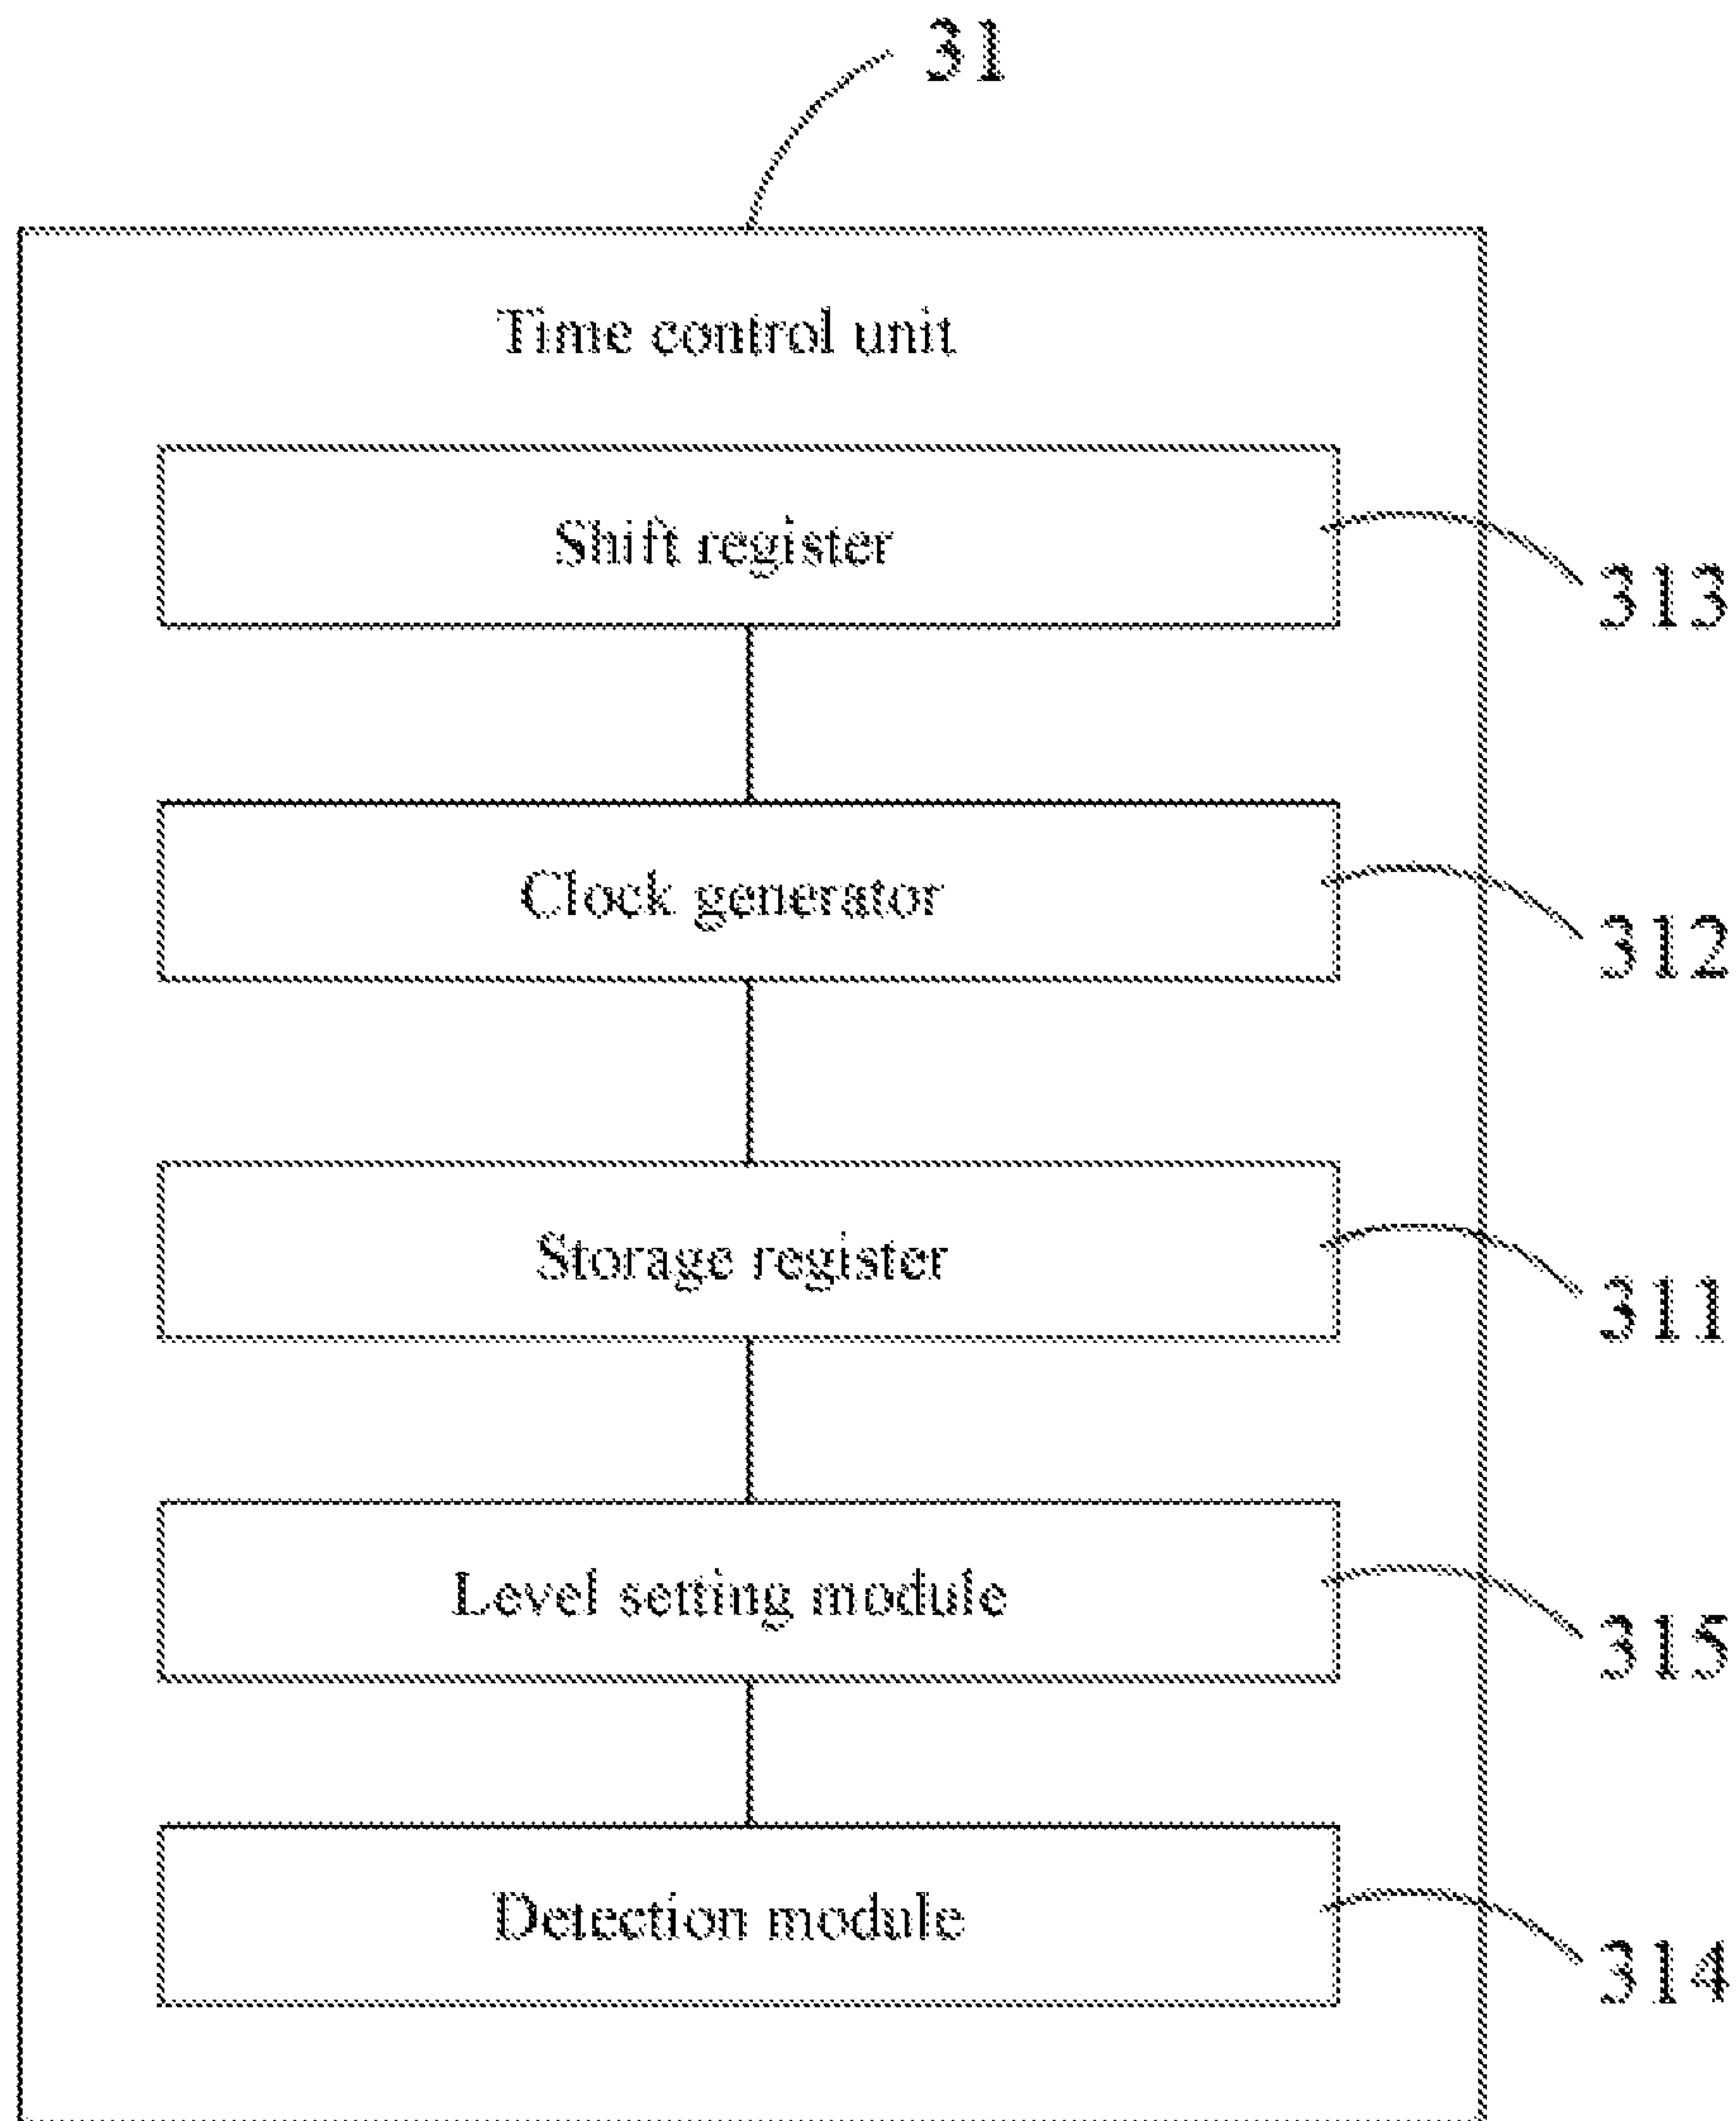 31
Time control unit
Shift register
313
Clock generator
312
Storage register
311
Level setting module
315
Detection module
314